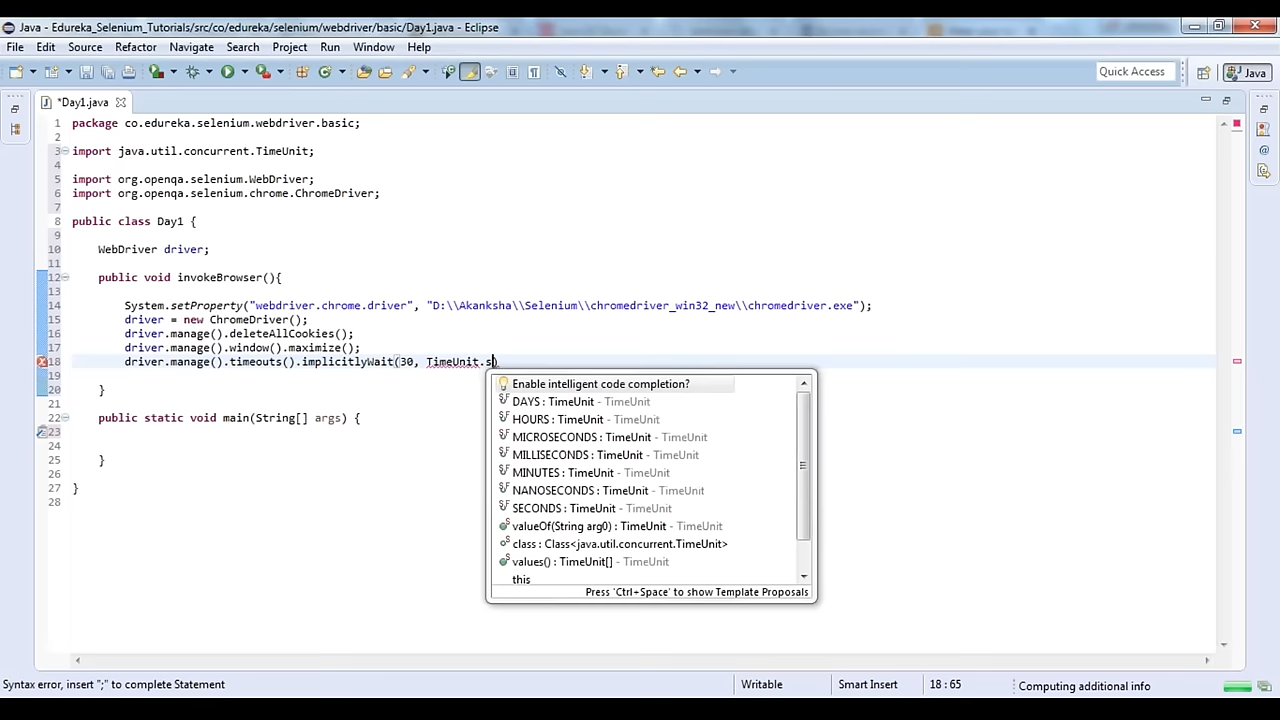 Java - Edureka_Selenium_Tutorials/src/co/edureka/selenium/webdriver/basic/Day1.java - Eclipse
File Edit Source Refactor Navigate Search Project Run Window Help
Quick Access Java
*Day1.java
1 package co.edureka.selenium.webdriver.basic;
2
3 import java.util.concurrent.TimeUnit;
4
5 import org.openqa.selenium.WebDriver;
6 import org.openqa.selenium.chrome.ChromeDriver;
7
8 public class Day1 {
9
10 WebDriver driver;
11
12 public void invokeBrowser(){
13
14 System.setProperty("webdriver.chrome.driver", "D:\\Akanksha\\Selenium\\chromedriver_win32_new\\chromedriver.exe");
15 driver = new ChromeDriver();
16 driver.manage().deleteAllCookies();
17 driver.manage().window().maximize();
18 driver.manage().timeouts().implicitlyWait(30, TimeUnit.s)
19
Enable intelligent code completion?
20 }
DAYS : TimeUnit - TimeUnit
21
22 public static void main(String[] args) {
HOURS : TimeUnit - TimeUnit
23
MICROSECONDS : TimeUnit - TimeUnit
24
MILLISECONDS : TimeUnit - TimeUnit
25 }
MINUTES : TimeUnit - TimeUnit
26
27 }
NANOSECONDS : TimeUnit - TimeUnit
28
SECONDS : TimeUnit - TimeUnit
valueOf(String arg0) : TimeUnit - TimeUnit
class : Class<java.util.concurrent.TimeUnit>
values() : TimeUnit[] - TimeUnit
this
Press 'Ctrl+Space' to show Template Proposals
Syntax error, insert ";" to complete Statement Writable Smart Insert 18 : 65 Computing additional info